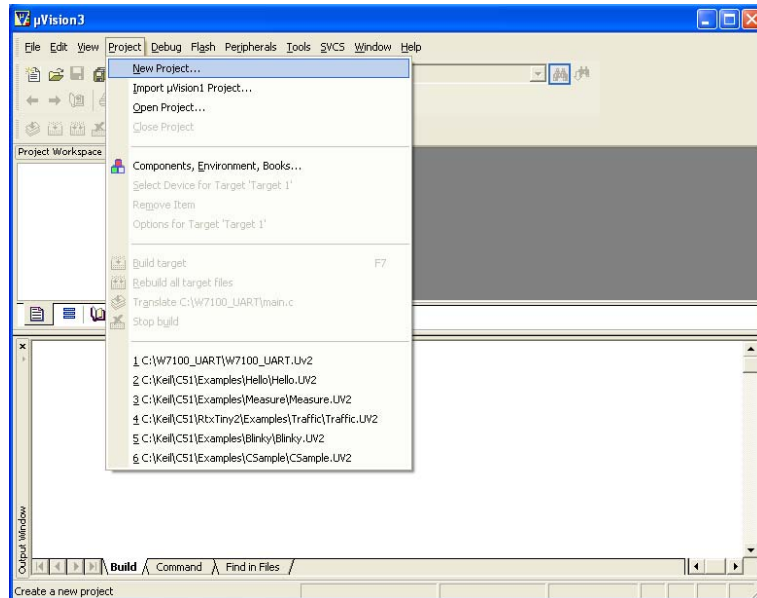 µVision3
File Edit View Project Debug Flash Peripherals Tools SVCS Window Help
New Project...
Import µVision1 Project...
Open Project...
Close Project
Project Workspace
Components, Environment, Books...
Select Device for Target 'Target 1'
Remove Item
Options for Target 'Target 1'
Build target F7
Rebuild all target files
Translate C:\W7100_UART\main.c
Stop build
1 C:\W7100_UART\W7100_UART.Uv2
2 C:\Keil\C51\Examples\Hello\Hello.UV2
3 C:\Keil\C51\Examples\Measure\Measure.UV2
4 C:\Keil\C51\RtxTiny2\Examples\Traffic\Traffic.UV2
5 C:\Keil\C51\Examples\Blinky\Blinky.UV2
6 C:\Keil\C51\Examples\CSample\CSample.UV2
Output Window
Build Command Find in Files
Create a new project